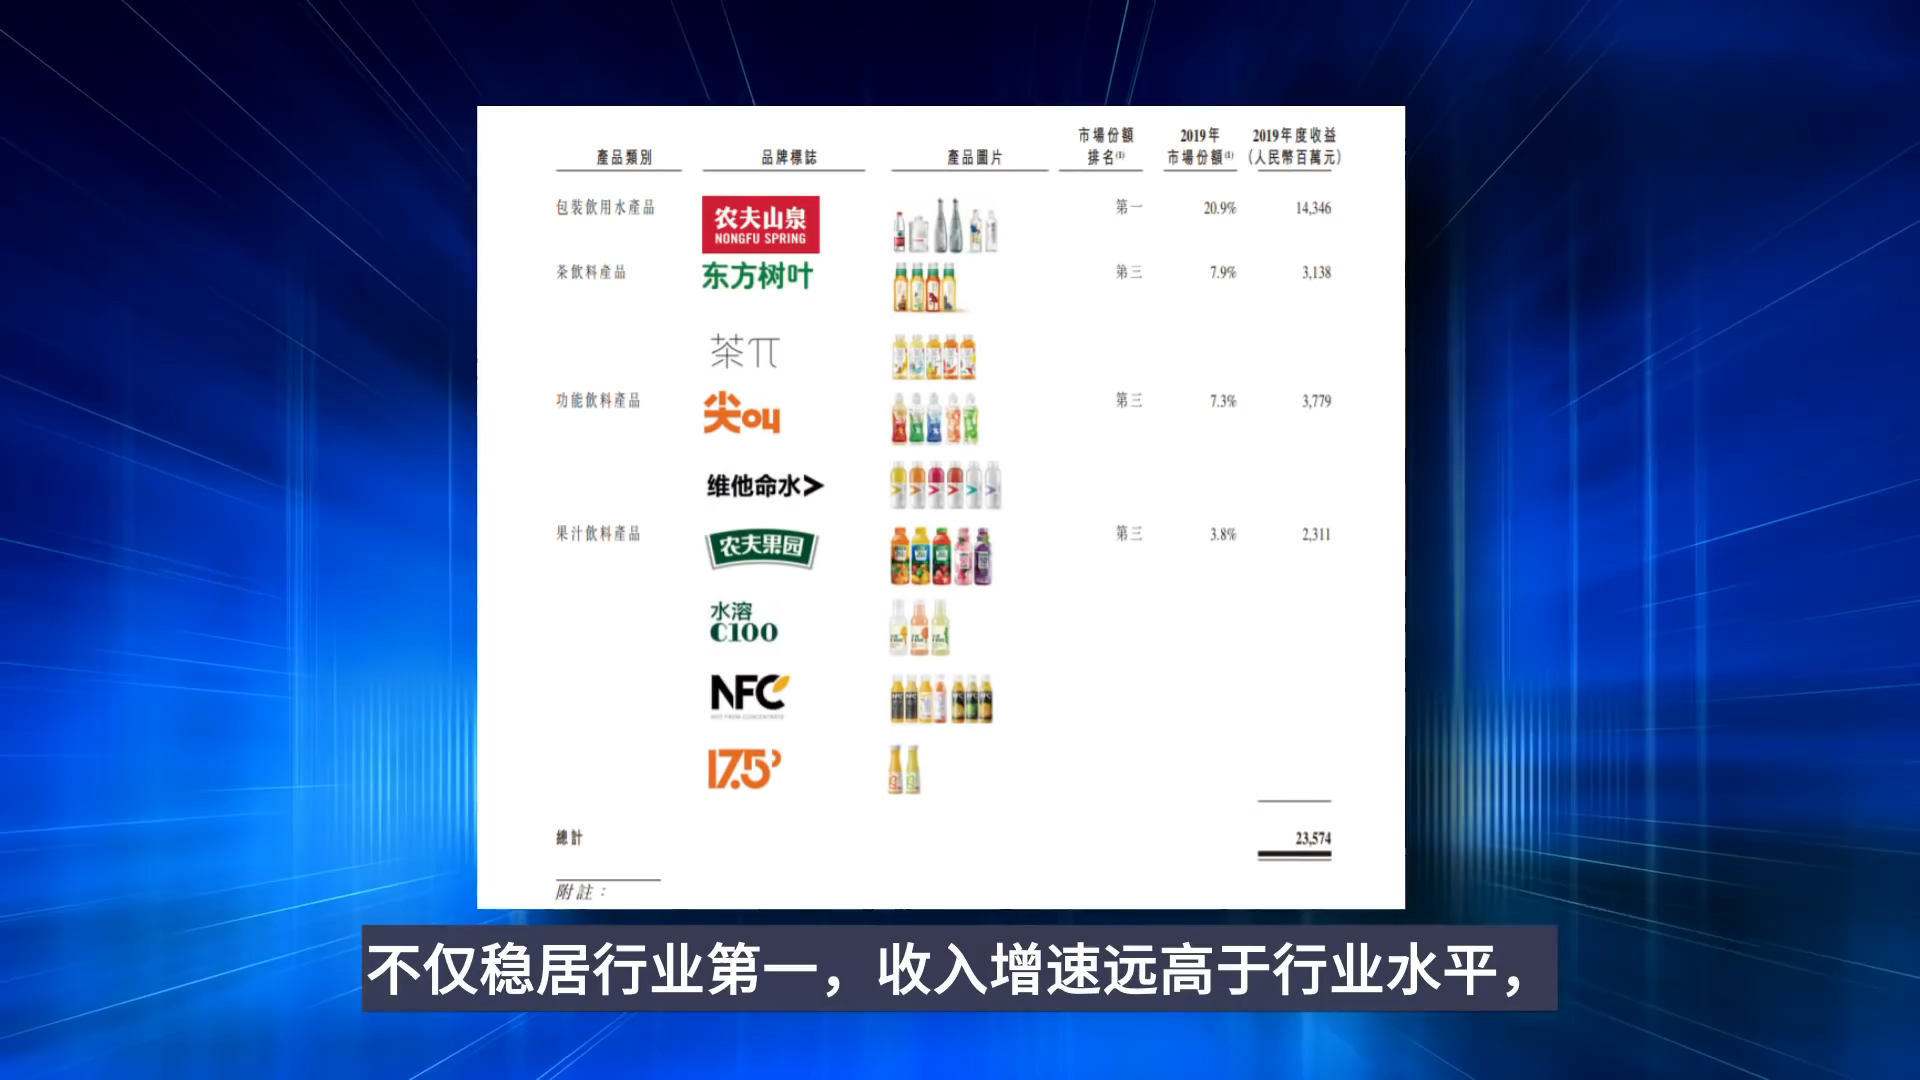 市場份額 2019年 2019年度收益
產品類別 品牌標誌 產品圖片 排名(1) 市場份額(1) (人民幣百萬元)
包裝飲用水產品 农夫山泉 第一 20.9% 14,346
NONGFU SPRING
茶飲料產品 东方树叶 第三 7.9% 3,138
茶π
功能飲料產品 尖叫 第三 7.3% 3,779
维他命水
果汁飲料產品 农夫果园 第三 3.8% 2,311
水溶
C100
NFC
NOT FROM CONCENTRATE
17.5°
總計 23,574
附註：
不仅稳居行业第一，收入增速远高于行业水平，